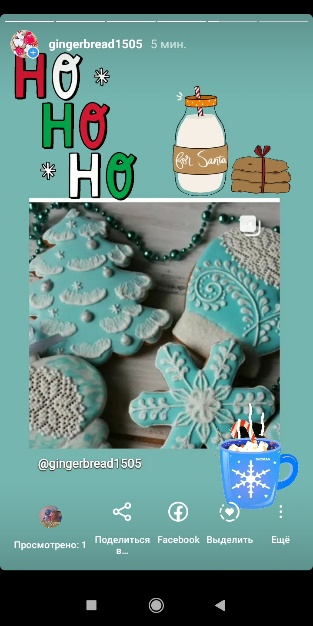 gingerbread1505 5 мин.
HO
HO
HO
for Santa
@gingerbread1505
Просмотрено: 1
Поделиться
в...
Facebook
Выделить
Ещё